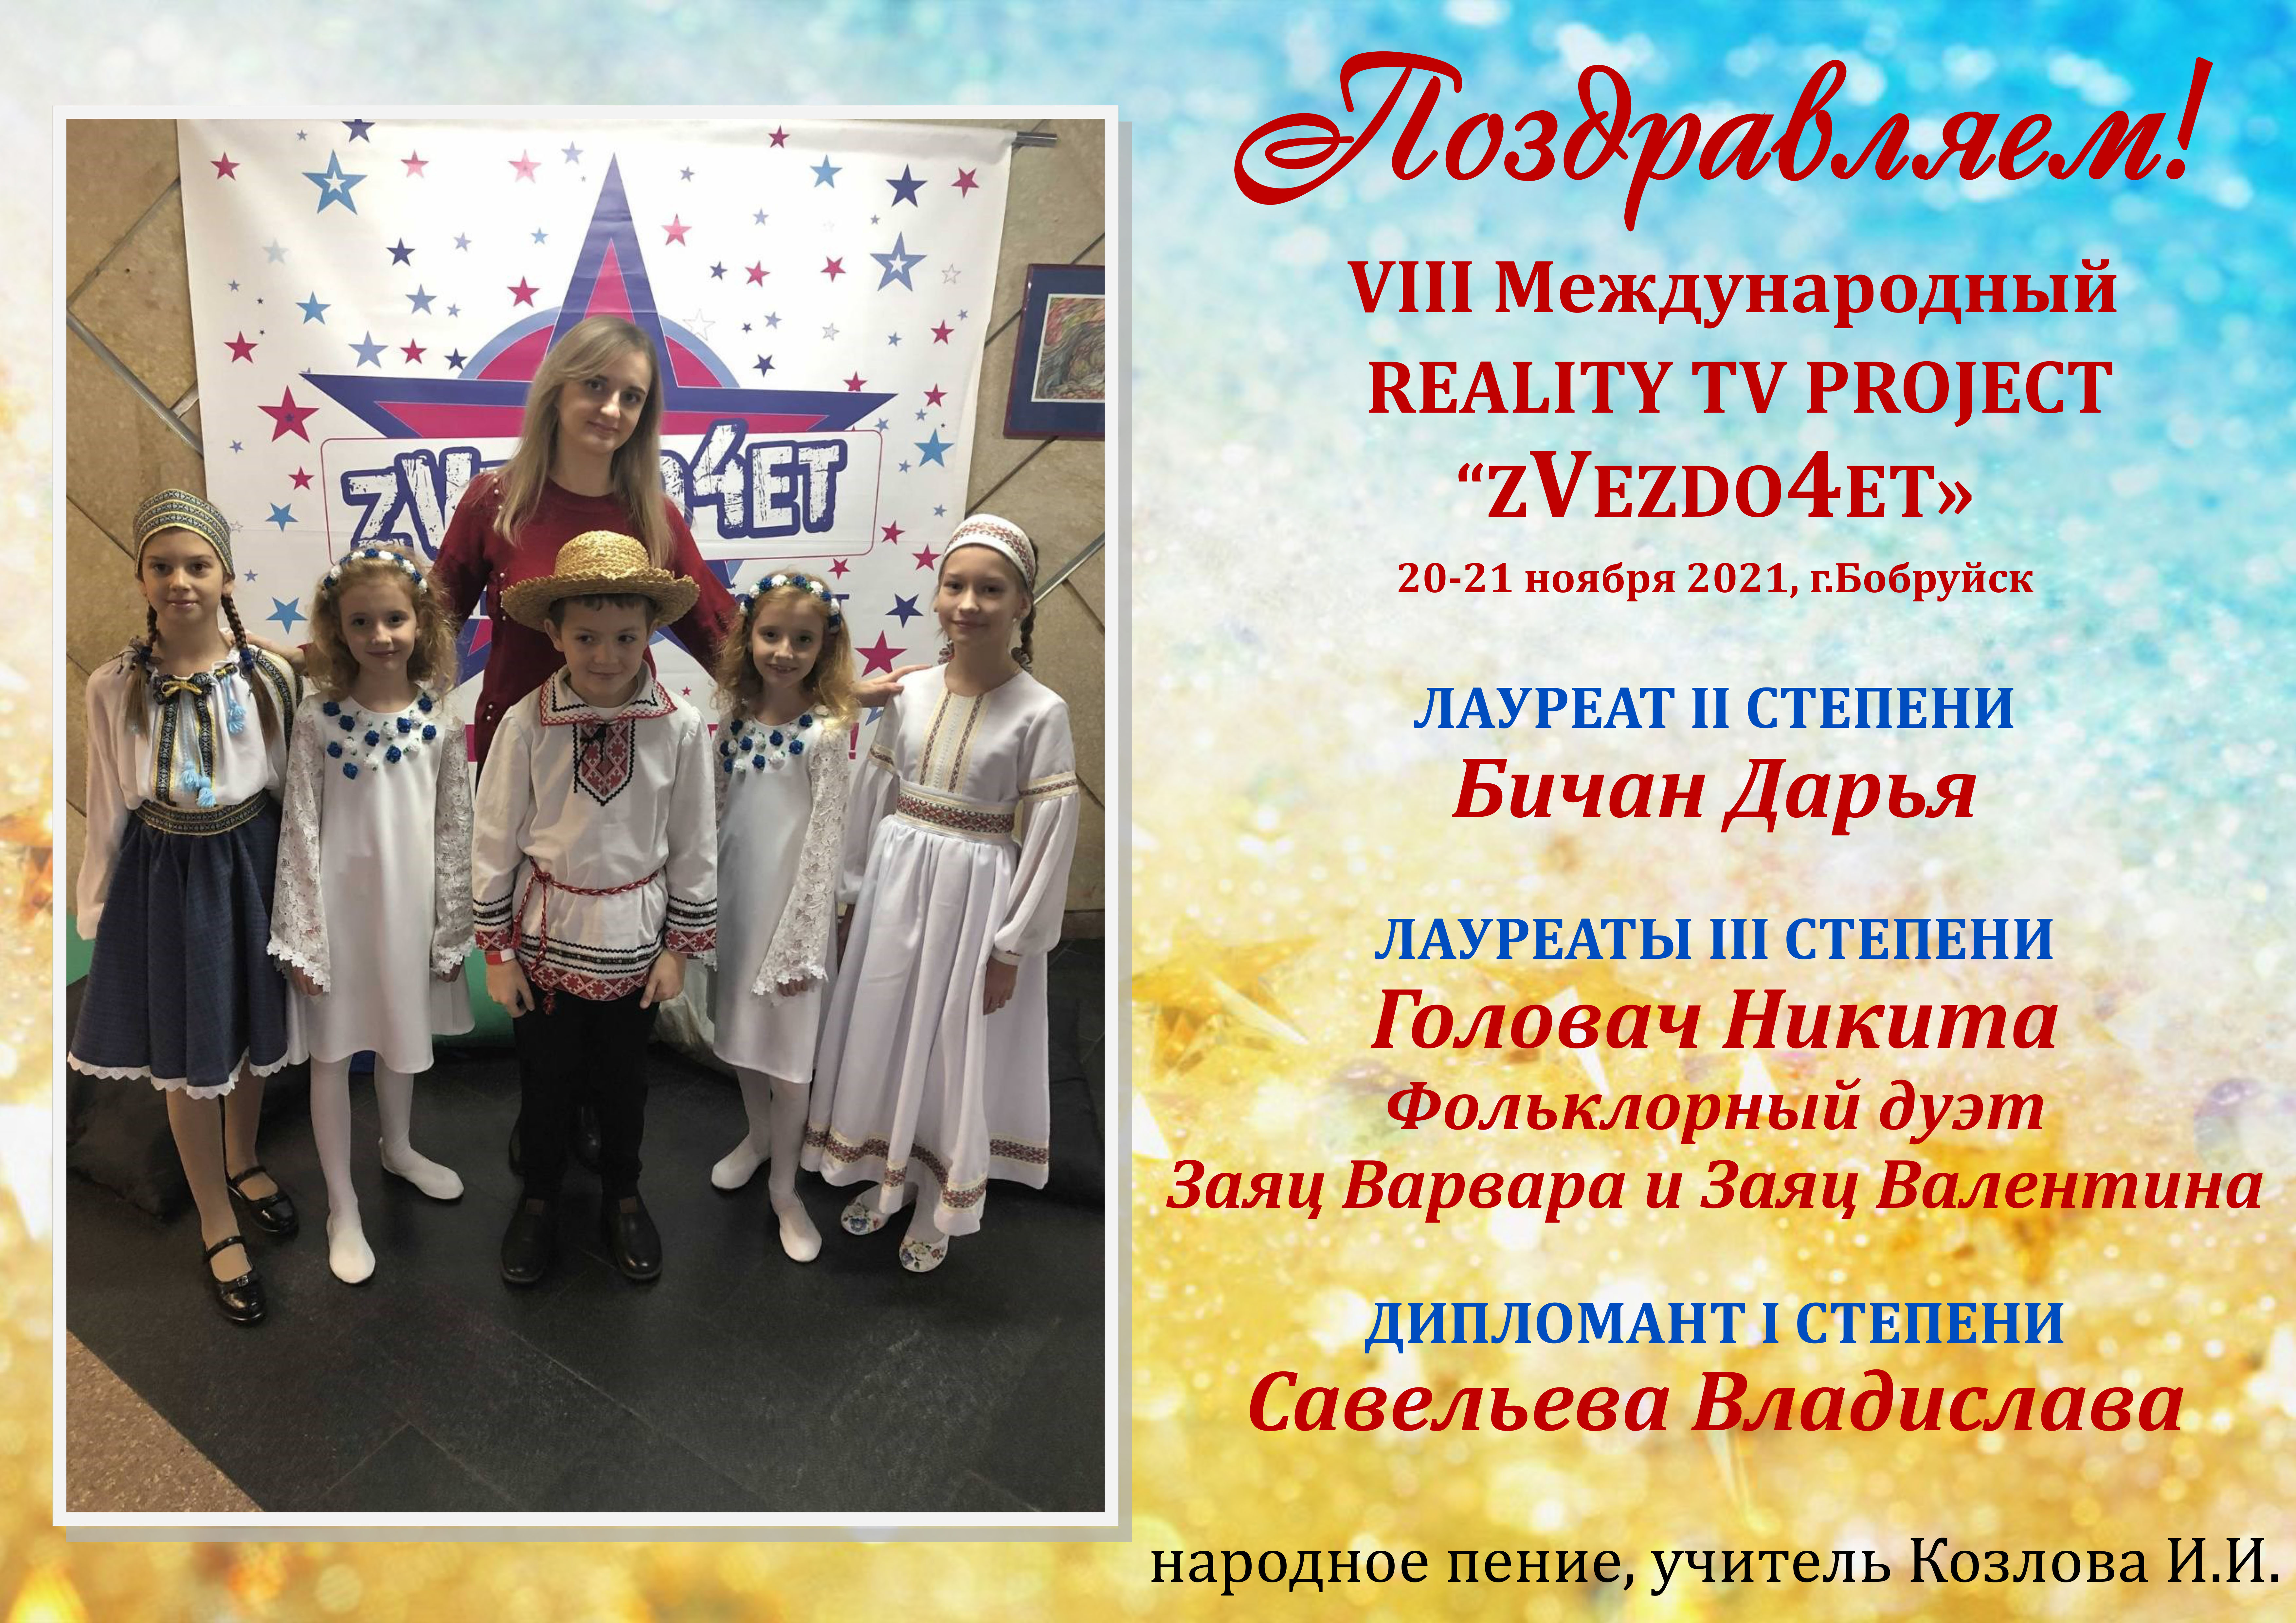 Поздравляем!
VIII Международный
REALITY TV PROJECT
“ZVEZDO4ET»
20-21 ноября 2021, г.Бобруйск
ЛАУРЕАТ II СТЕПЕНИ
Бичан Дарья
ЛАУРЕАТЫ III СТЕПЕНИ
Головач Никита
Фольклорный дуэт
Заяц Варвара и Заяц Валентина
ДИПЛОМАНТ I СТЕПЕНИ
Савельева Владислава
народное пение, учитель Козлова И.И.